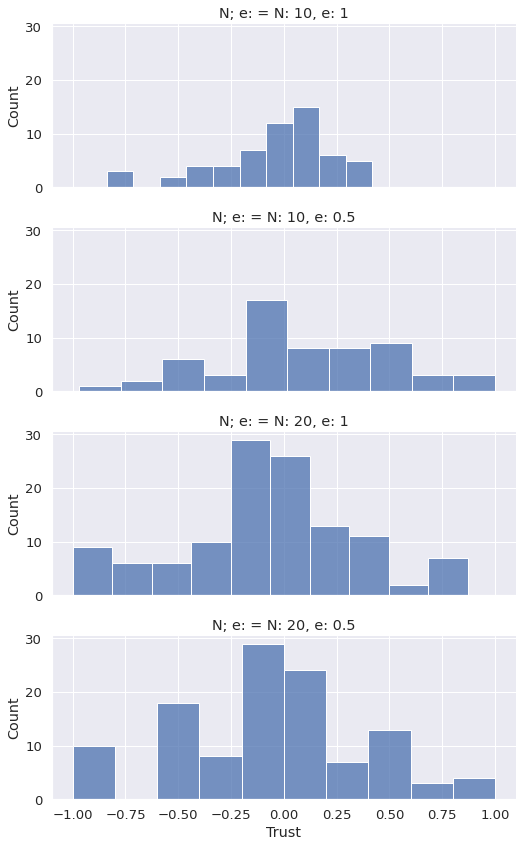 N; e: = N: 10, e: 1
30
20
10
0
Count
N; e: = N: 10, e: 0.5
30
20
10
0
Count
N; e: = N: 20, e: 1
30
20
10
0
Count
N; e: = N: 20, e: 0.5
30
20
10
0
Count
−1.00 −0.75 −0.50 −0.25 0.00 0.25 0.50 0.75 1.00
Trust